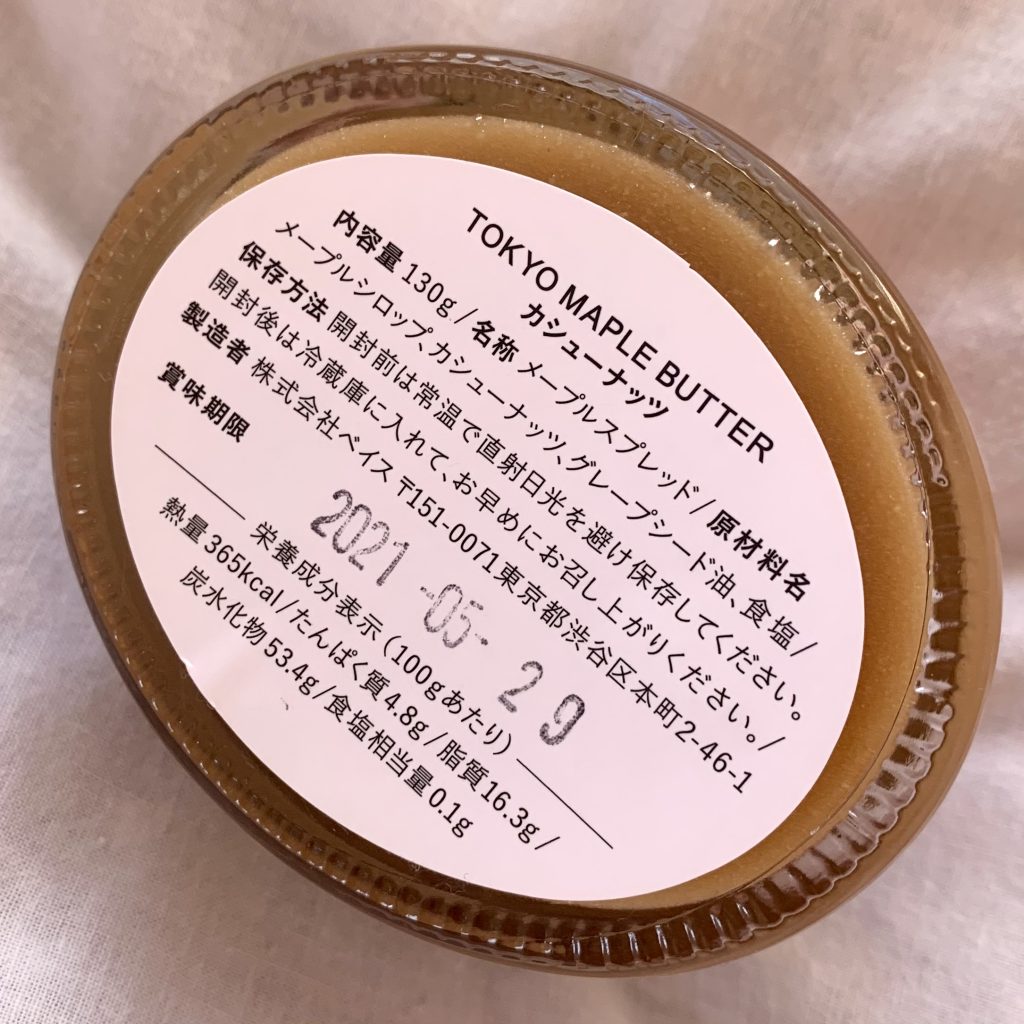 TOKYO MAPLE BUTTER
カシューナッツ
内容量 130g / 名称 メープルスプレッド / 原材料名
メープルシロップ、カシューナッツ、グレープシード油、食塩 /
保存方法 開封前は常温で直射日光を避け保存してください。
開封後は冷蔵庫に入れて、お早めにお召し上がりください。/
製造者 株式会社ベイス 〒151-0071 東京都渋谷区本町2-46-1
賞味期限
2021 -05- 29
栄養成分表示 (100gあたり)
熱量 365kcal / たんぱく質 4.8g / 脂質 16.3g /
炭水化物 53.4g / 食塩相当量 0.1g